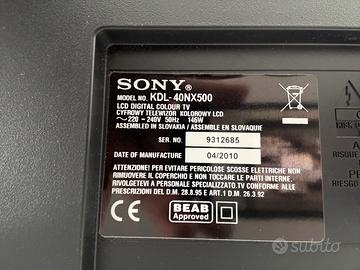 SONY
MODEL NO. KDL-40NX500
LCD DIGITAL COLOUR TV
CYFROWY TELEWIZOR KOLOROWY LCD
~ 220 - 240V 50Hz 146W
ASSEMBLED IN SLOVAKIA / ASSEMBLE EN SLOVAQUIE
SER. NO. 9312685
DATE OF MANUFACTURE 04/2010
ATTENZIONE! PER EVITARE PERICOLOSE SCOSSE ELETTRICHE NON
RIMUOVERE IL COPERCHIO E NON TOCCARE LE PARTI INTERNE.
RIVOLGETEVI A PERSONALE SPECIALIZZATO.TV CONFORME ALLE
PRESCRIZIONI DEL D.M. 28.8.95 E ART.1 D.M. 26.3.92
CE
BEAB
Approved
subito